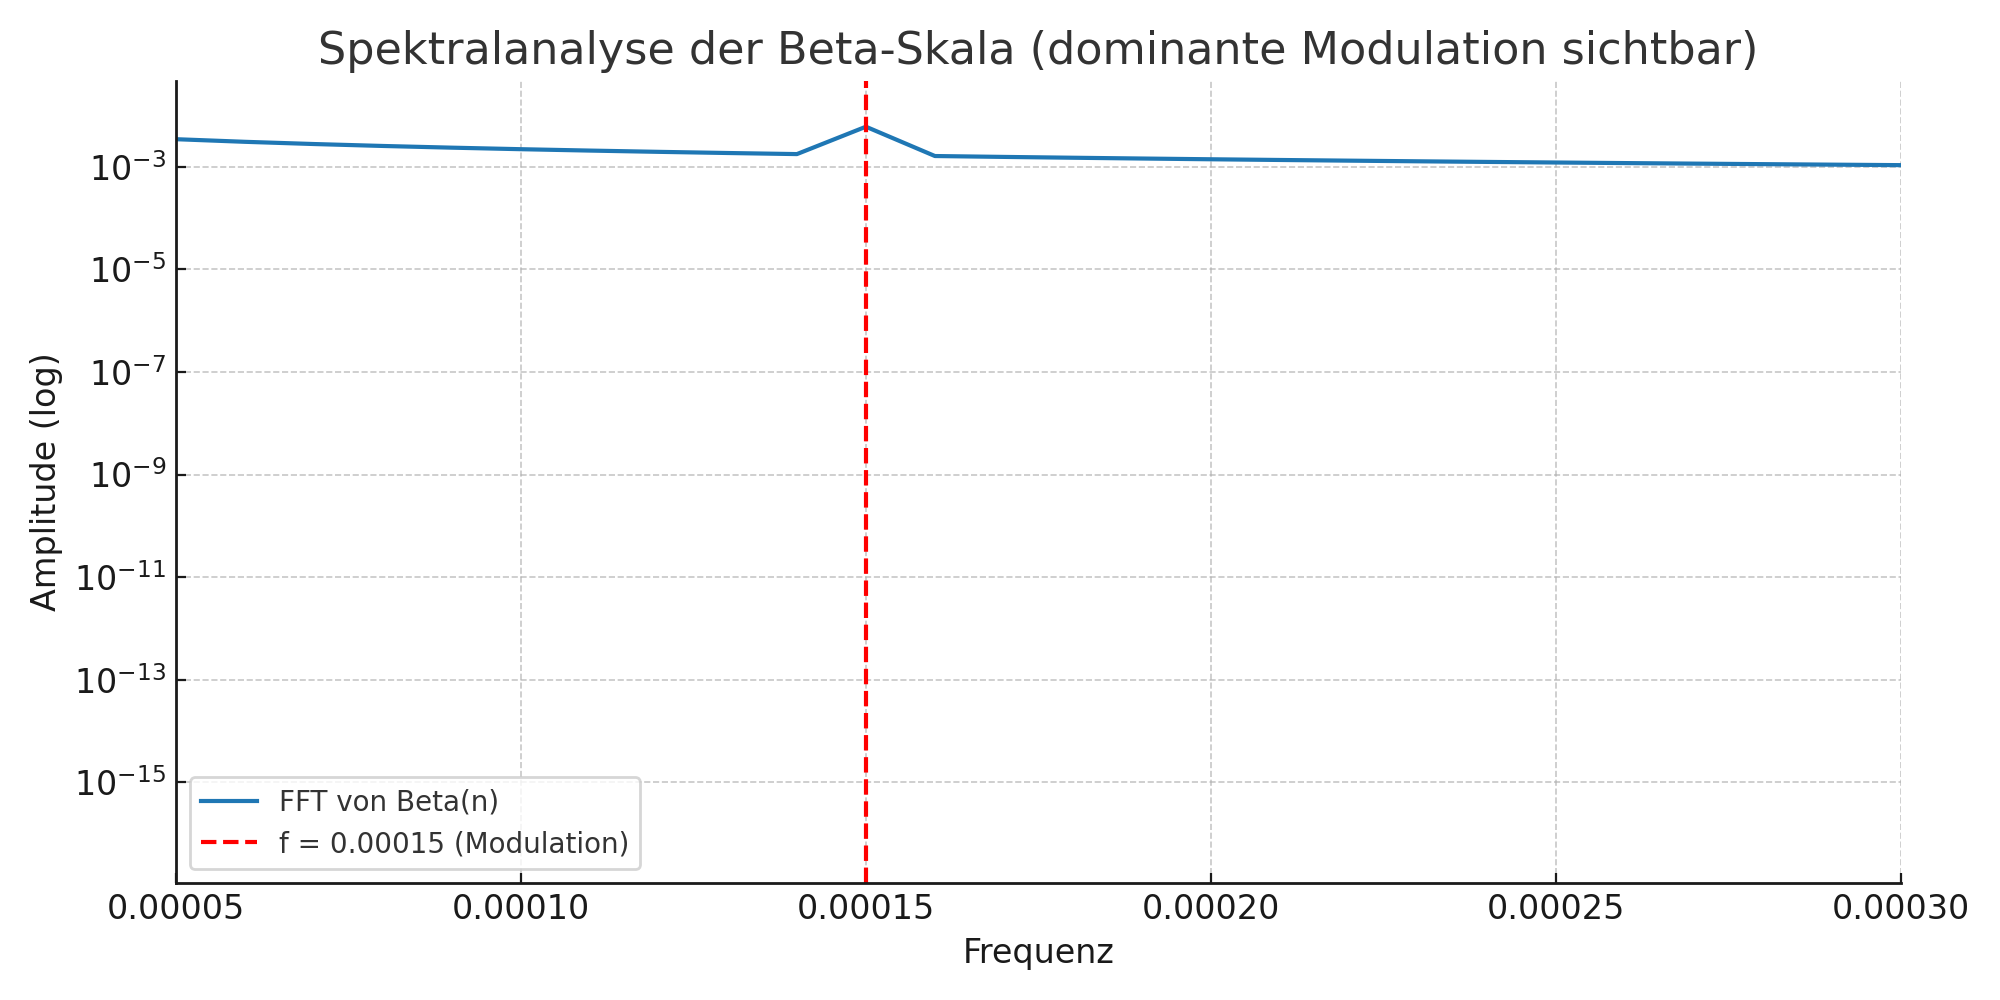 Spektralanalyse der Beta-Skala (dominante Modulation sichtbar)
Amplitude (log)
10⁻³
10⁻⁵
10⁻⁷
10⁻⁹
10⁻¹¹
10⁻¹³
10⁻¹⁵
FFT von Beta(n)
f = 0.00015 (Modulation)
0.00005 0.00010 0.00015 0.00020 0.00025 0.00030
Frequenz